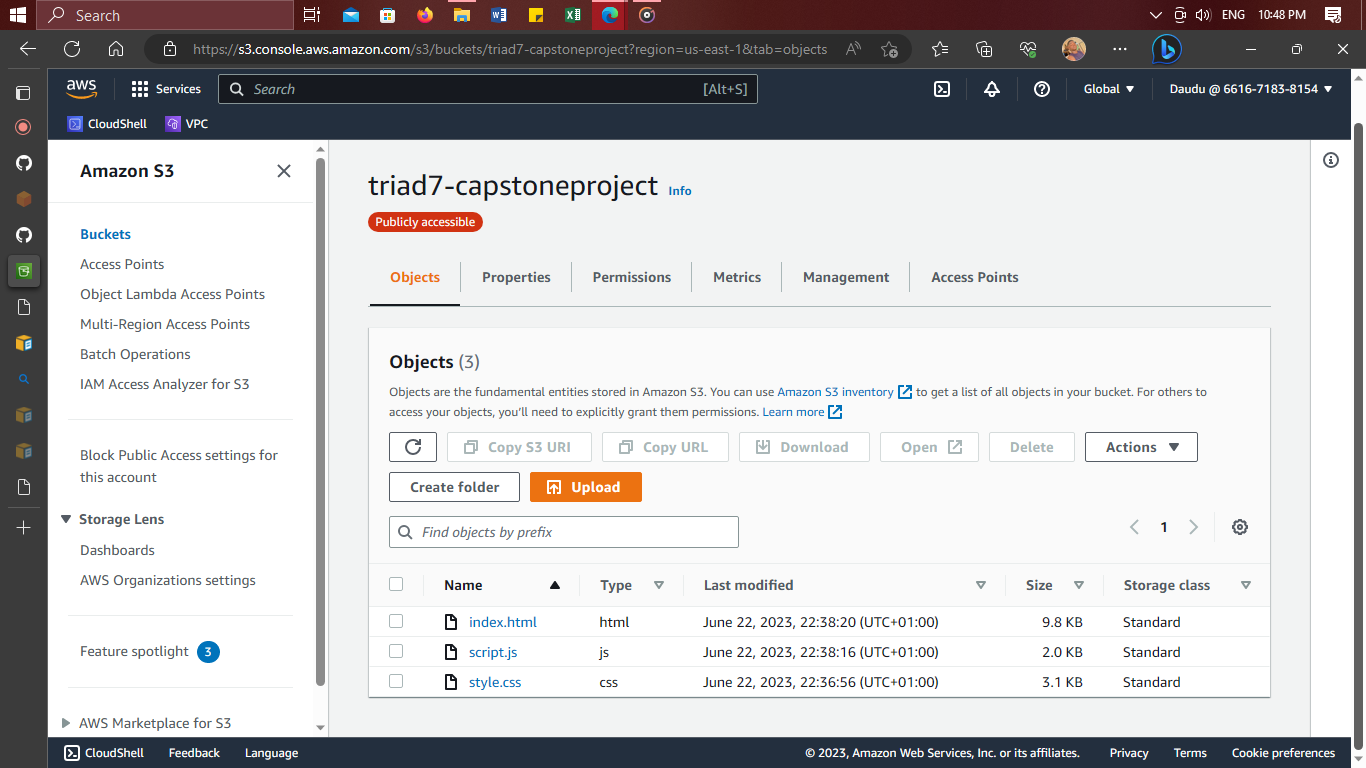 Search
ENG 10:48 PM
https://s3.console.aws.amazon.com/s3/buckets/triad7-capstoneproject?region=us-east-1&tab=objects
aws Services Search [Alt+S] Global Daudu @ 6616-7183-8154
CloudShell VPC
Amazon S3
Buckets
Access Points
Object Lambda Access Points
Multi-Region Access Points
Batch Operations
IAM Access Analyzer for S3
Block Public Access settings for
this account
Storage Lens
Dashboards
AWS Organizations settings
Feature spotlight 3
AWS Marketplace for S3
triad7-capstoneproject Info
Publicly accessible
Objects Properties Permissions Metrics Management Access Points
Objects (3)
Objects are the fundamental entities stored in Amazon S3. You can use Amazon S3 inventory to get a list of all objects in your bucket. For others to
access your objects, you'll need to explicitly grant them permissions. Learn more
Copy S3 URI Copy URL Download Open Delete Actions
Create folder Upload
Find objects by prefix 1
Name Type Last modified Size Storage class
index.html html June 22, 2023, 22:38:20 (UTC+01:00) 9.8 KB Standard
script.js js June 22, 2023, 22:38:16 (UTC+01:00) 2.0 KB Standard
style.css css June 22, 2023, 22:36:56 (UTC+01:00) 3.1 KB Standard
CloudShell Feedback Language © 2023, Amazon Web Services, Inc. or its affiliates. Privacy Terms Cookie preferences